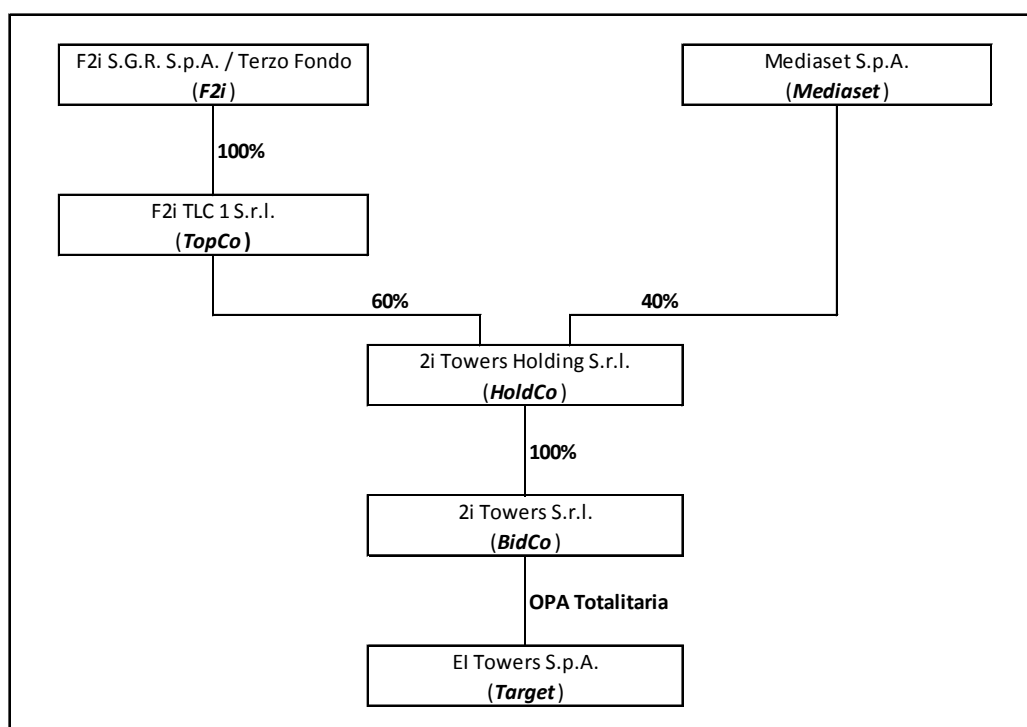 F2i S.G.R. S.p.A. / Terzo Fondo
(F2i)
Mediaset S.p.A.
(Mediaset)
100%
F2i TLC 1 S.r.l.
(TopCo)
60%
40%
2i Towers Holding S.r.l.
(HoldCo)
100%
2i Towers S.r.l.
(BidCo)
OPA Totalitaria
EI Towers S.p.A.
(Target)